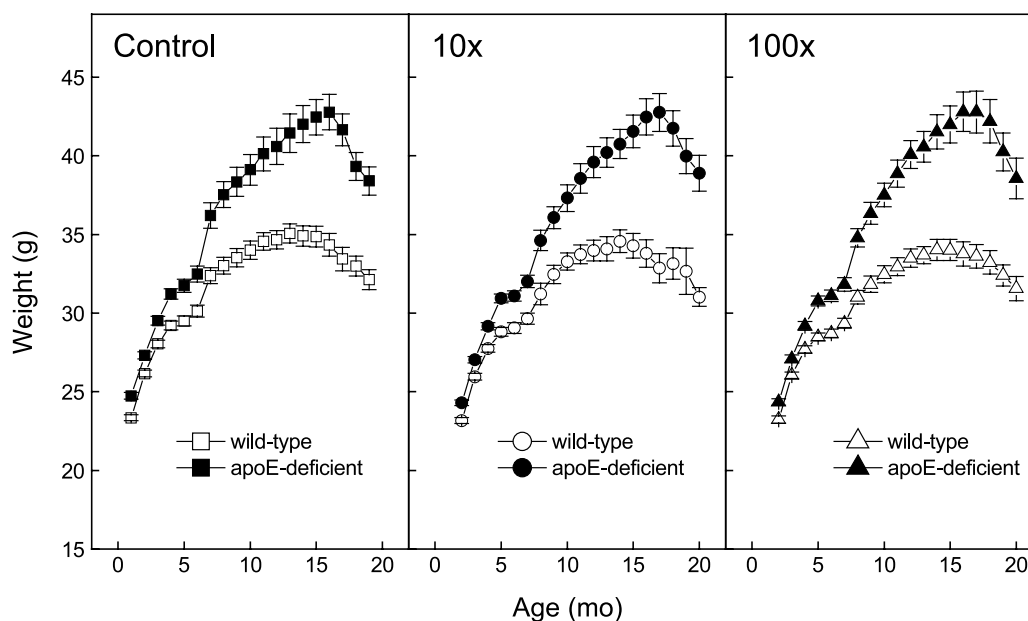 Control 10x 100x
45
40
35
30
25
20
15
Weight (g)
wild-type
apoE-deficient
wild-type
apoE-deficient
wild-type
apoE-deficient
0 5 10 15 20 0 5 10 15 20 0 5 10 15 20
Age (mo)